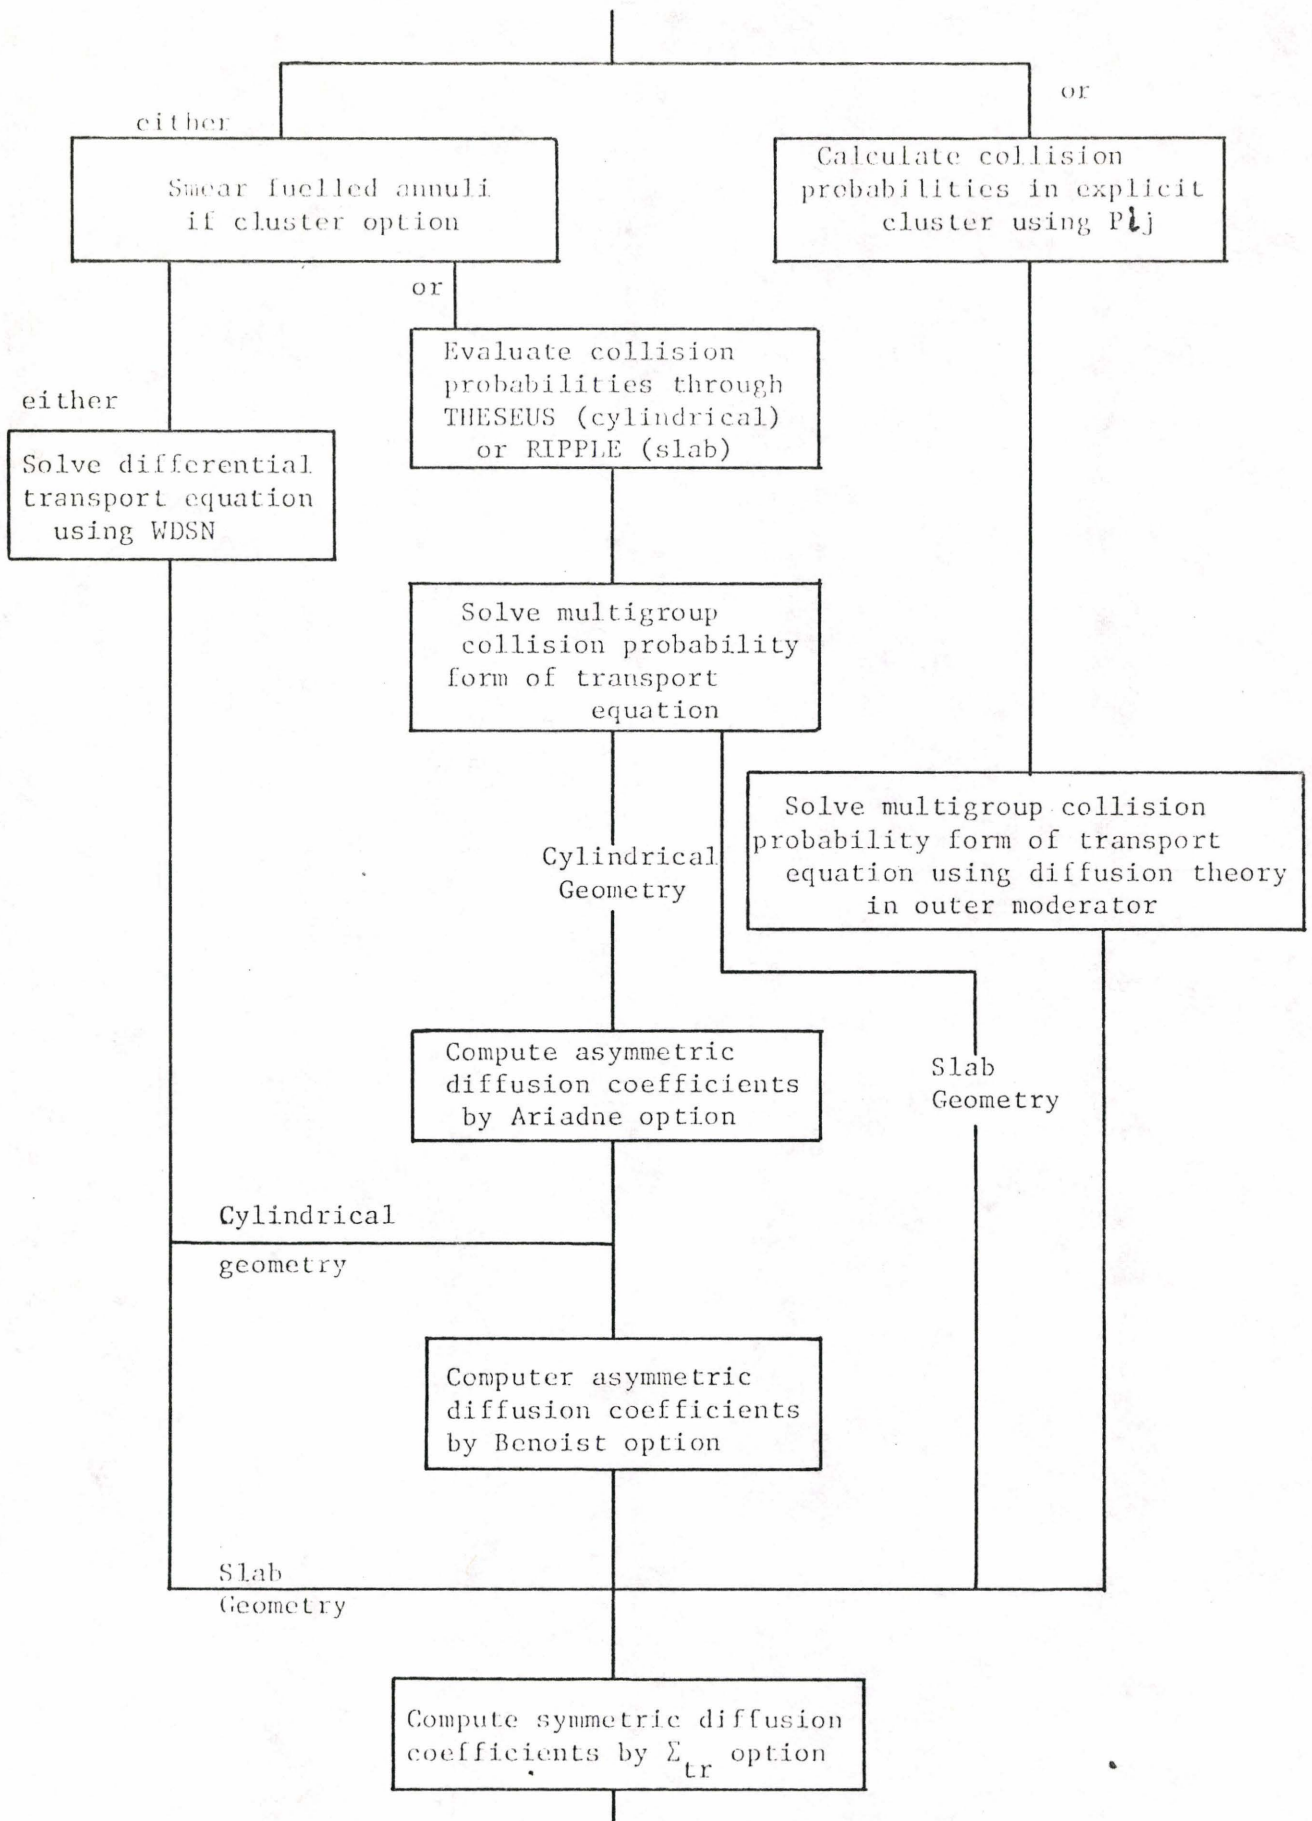 or
either
Smear fuelled annuli
if cluster option
Calculate collision
probabilities in explicit
cluster using Pij
or
Evaluate collision
probabilities through
THESEUS (cylindrical)
or RIPPLE (slab)
either
Solve differential
transport equation
using WDSN
Solve multigroup
collision probability
form of transport
equation
Solve multigroup collision
probability form of transport
equation using diffusion theory
in outer moderator
Cylindrical
Geometry
Compute asymmetric
diffusion coefficients
by Ariadne option
Slab
Geometry
Cylindrical
geometry
Computer asymmetric
diffusion coefficients
by Benoist option
Slab
Geometry
Compute symmetric diffusion
coefficients by Σtr option